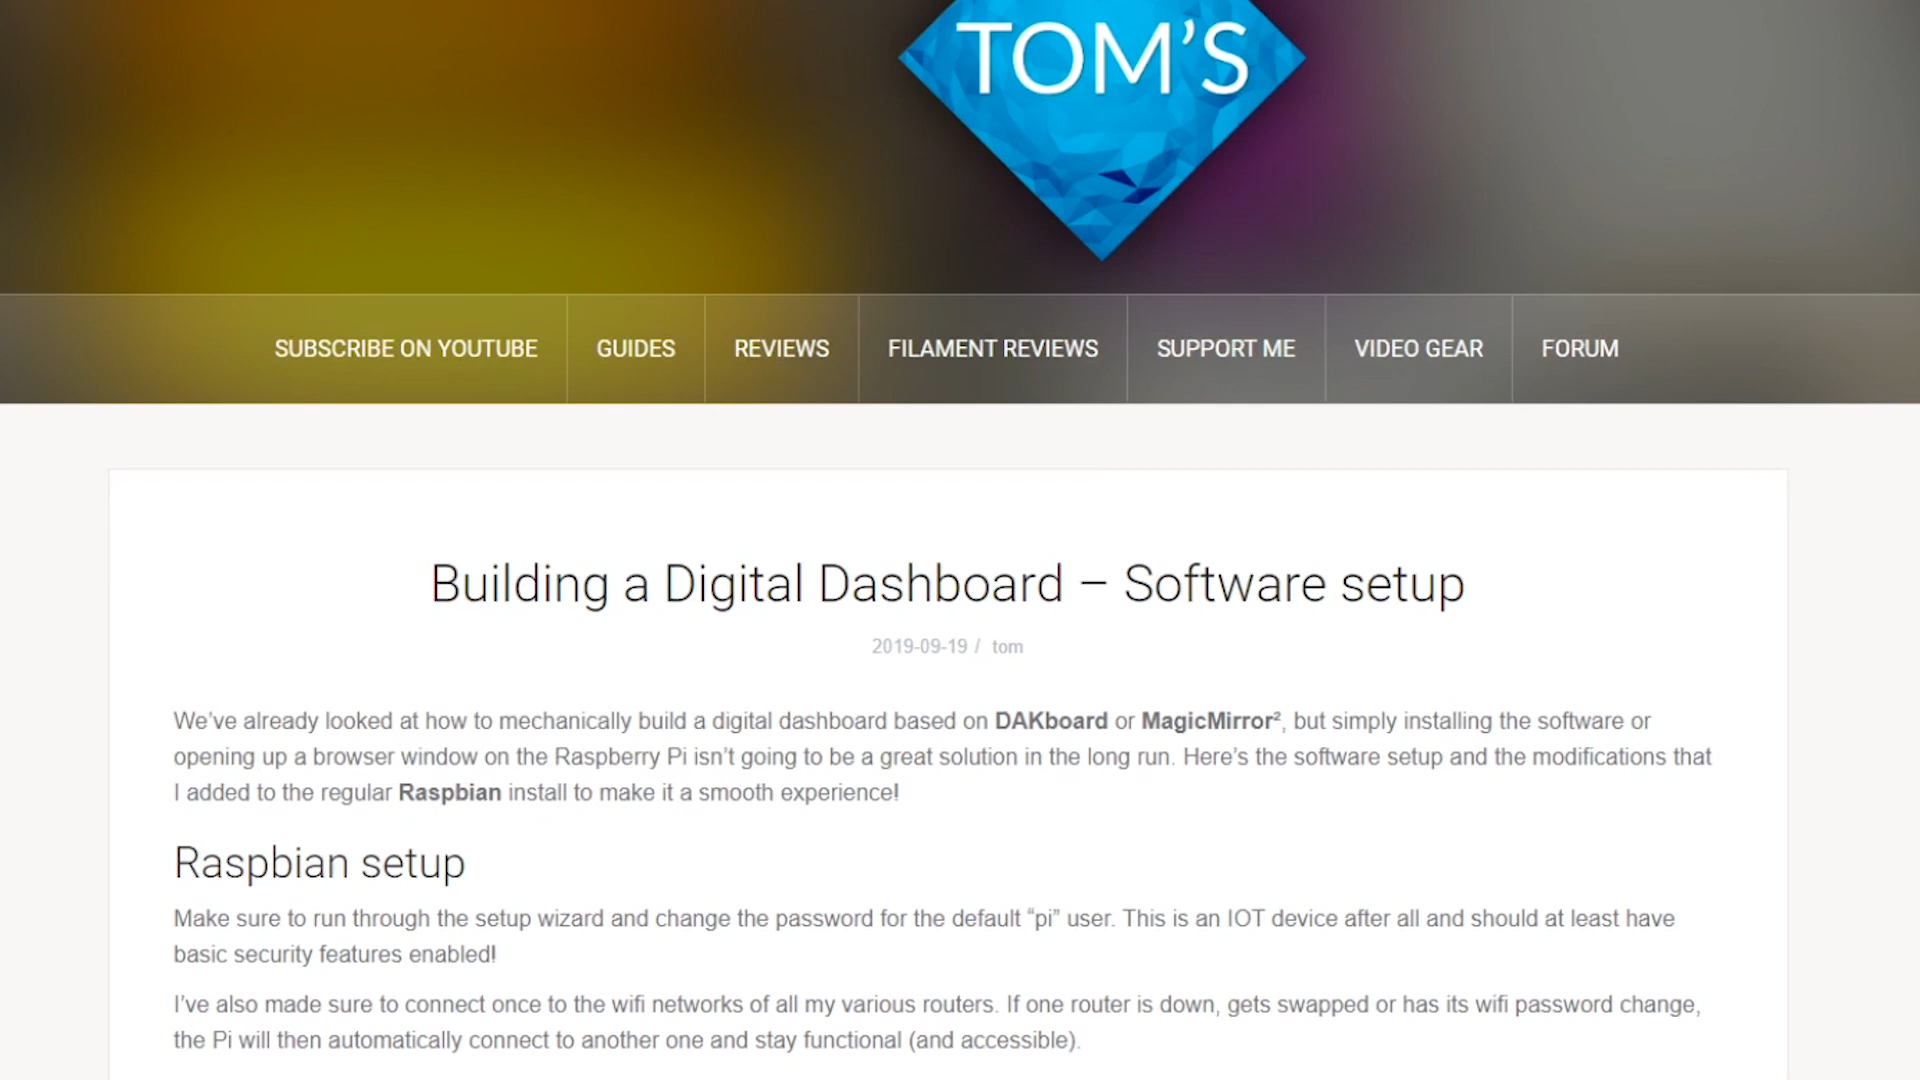 TOM’S
SUBSCRIBE ON YOUTUBE
GUIDES
REVIEWS
FILAMENT REVIEWS
SUPPORT ME
VIDEO GEAR
FORUM
Building a Digital Dashboard – Software setup
2019-09-19 / tom
We’ve already looked at how to mechanically build a digital dashboard based on DAKboard or MagicMirror², but simply installing the software or
opening up a browser window on the Raspberry Pi isn’t going to be a great solution in the long run. Here’s the software setup and the modifications that
I added to the regular Raspbian install to make it a smooth experience!
Raspbian setup
Make sure to run through the setup wizard and change the password for the default “pi” user. This is an IOT device after all and should at least have
basic security features enabled!
I’ve also made sure to connect once to the wifi networks of all my various routers. If one router is down, gets swapped or has its wifi password change,
the Pi will then automatically connect to another one and stay functional (and accessible).